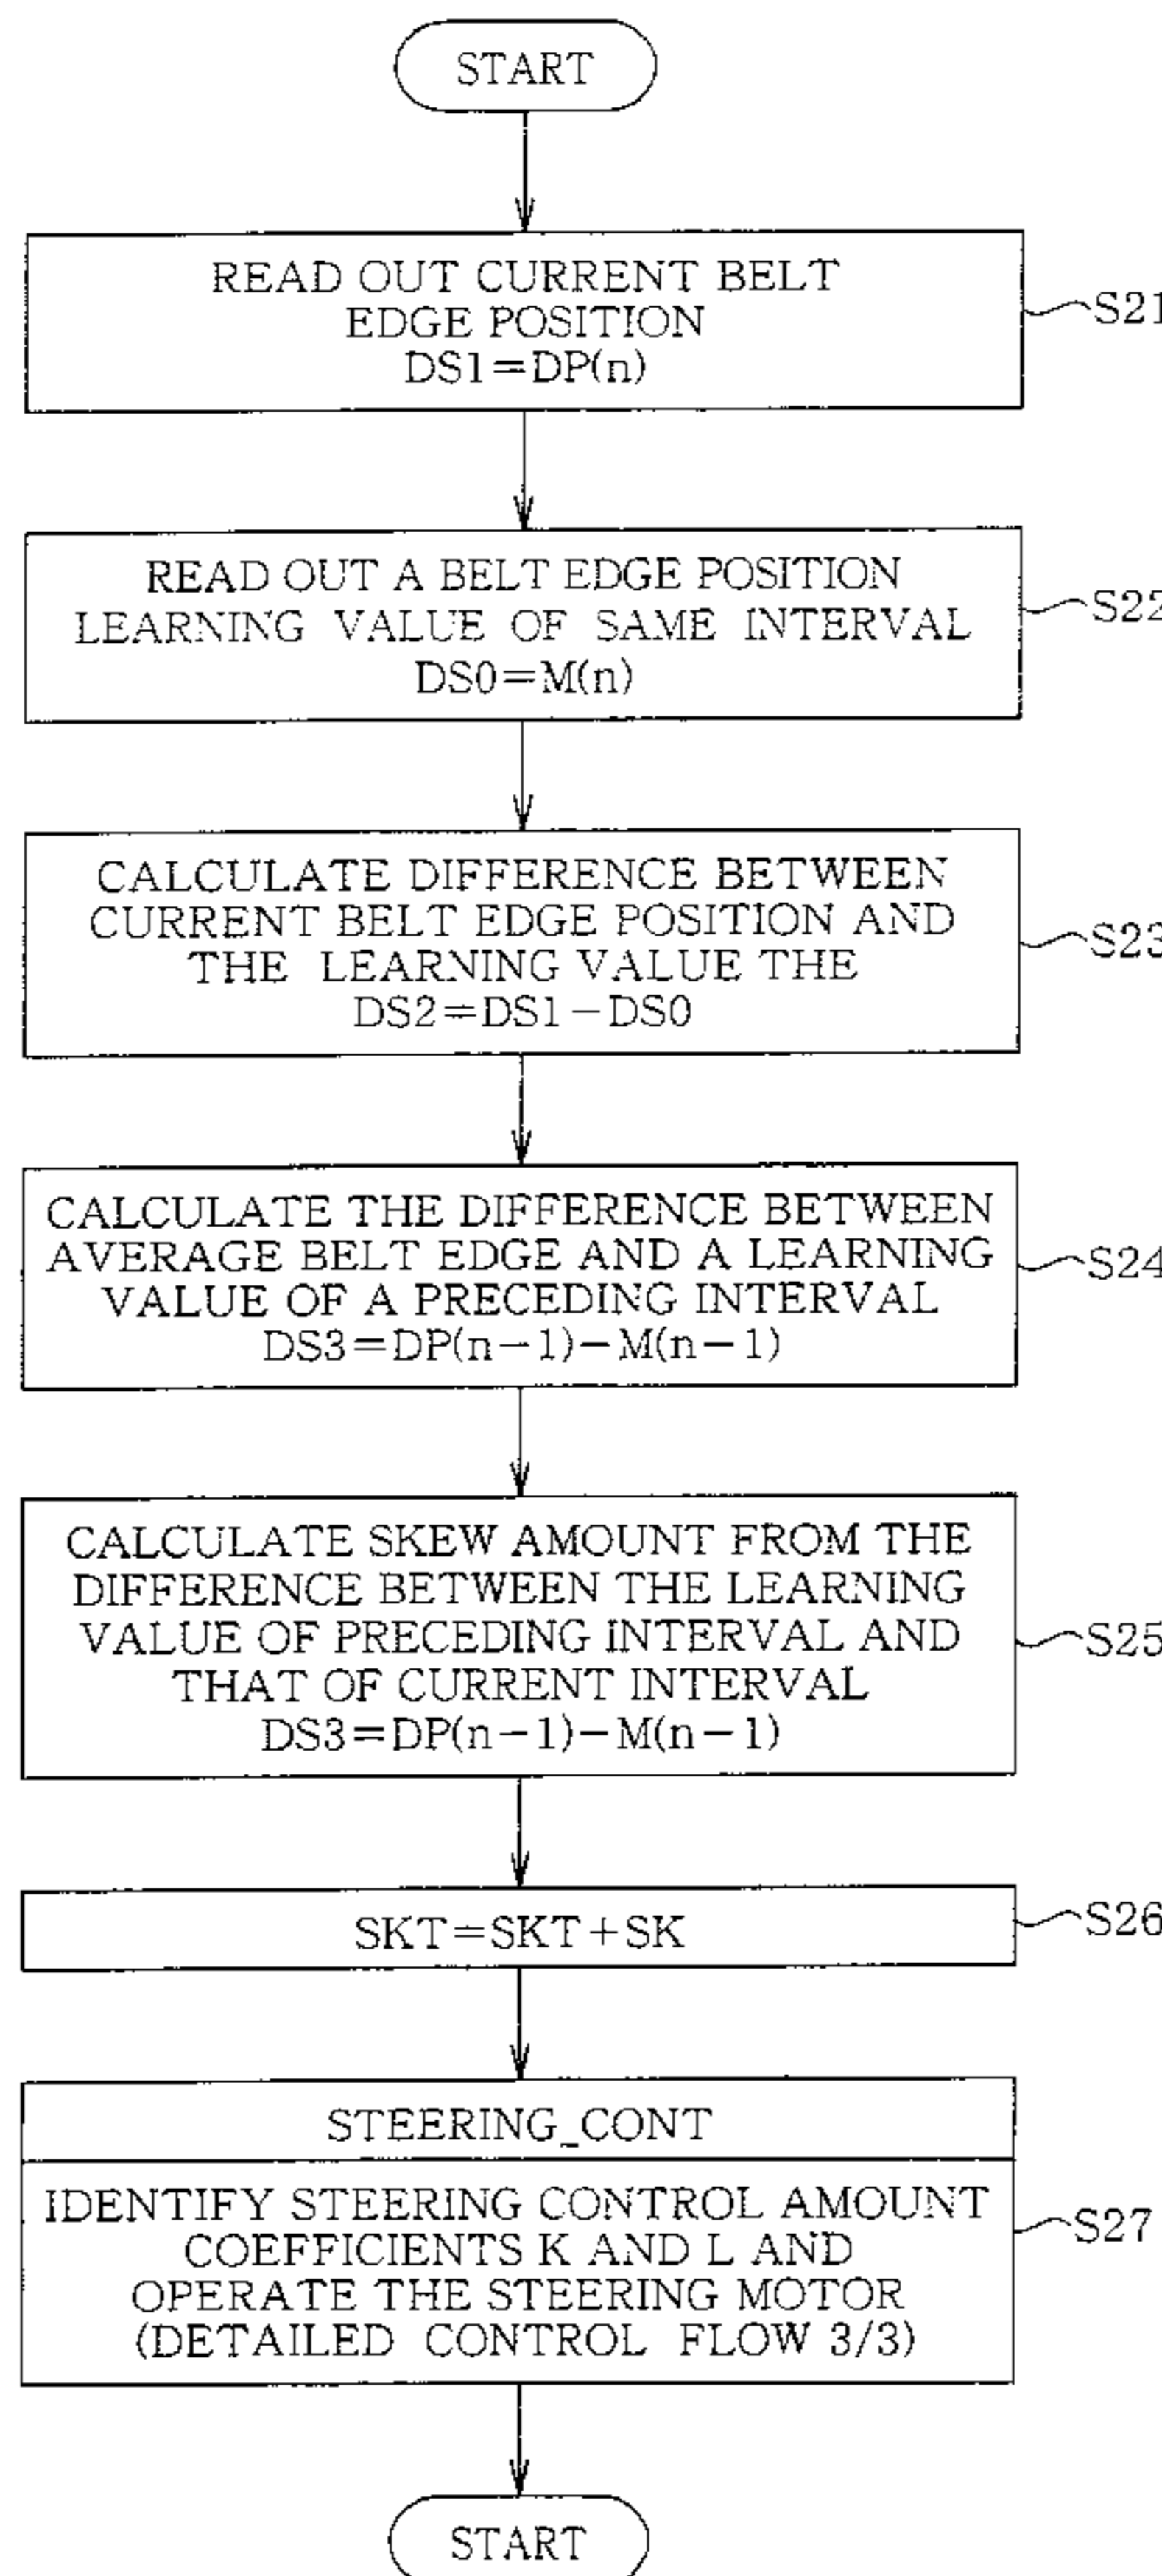 START
READ OUT CURRENT BELT
EDGE POSITION
DS1=DP(n)
S21
READ OUT A BELT EDGE POSITION
LEARNING VALUE OF SAME INTERVAL
DS0=M(n)
S22
CALCULATE DIFFERENCE BETWEEN
CURRENT BELT EDGE POSITION AND
THE LEARNING VALUE THE
DS2=DS1-DS0
S23
CALCULATE THE DIFFERENCE BETWEEN
AVERAGE BELT EDGE AND A LEARNING
VALUE OF A PRECEDING INTERVAL
DS3=DP(n-1)-M(n-1)
S24
CALCULATE SKEW AMOUNT FROM THE
DIFFERENCE BETWEEN THE LEARNING
VALUE OF PRECEDING INTERVAL AND
THAT OF CURRENT INTERVAL
DS3=DP(n-1)-M(n-1)
S25
SKT=SKT+SK
S26
STEERING_CONT
IDENTIFY STEERING CONTROL AMOUNT
COEFFICIENTS K AND L AND
OPERATE THE STEERING MOTOR
(DETAILED CONTROL FLOW 3/3)
S27
START